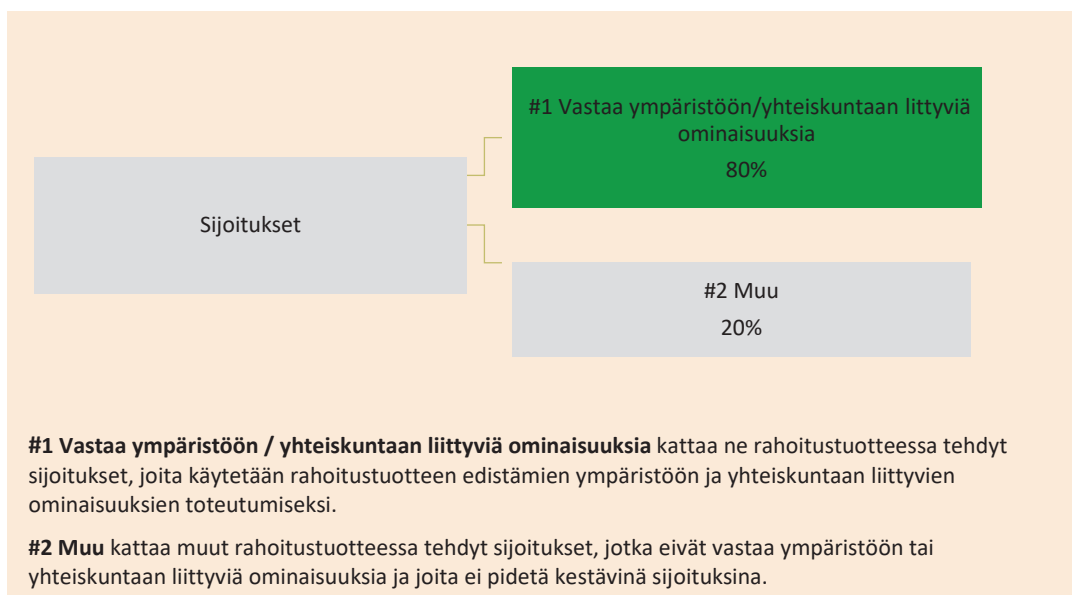 #1 Vastaa ympäristöön/yhteiskuntaan littyviä
ominaisuuksia
80%
Sijoitukset
#2 Muu
20%
#1 Vastaa ympäristöön / yhteiskuntaan liittyviä ominaisuuksia kattaa ne rahoitustuotteessa tehdyt
sijoitukset, joita käytetään rahoitustuotteen edistämien ympäristöön ja yhteiskuntaan liittyvien
ominaisuuksien toteutumiseksi.
#2 Muu kattaa muut rahoitustuotteessa tehdyt sijoitukset, jotka eivät vastaa ympäristöön tai
yhteiskuntaan liittyviä ominaisuuksia ja joita ei pidetä kestävinä sijoituksina.